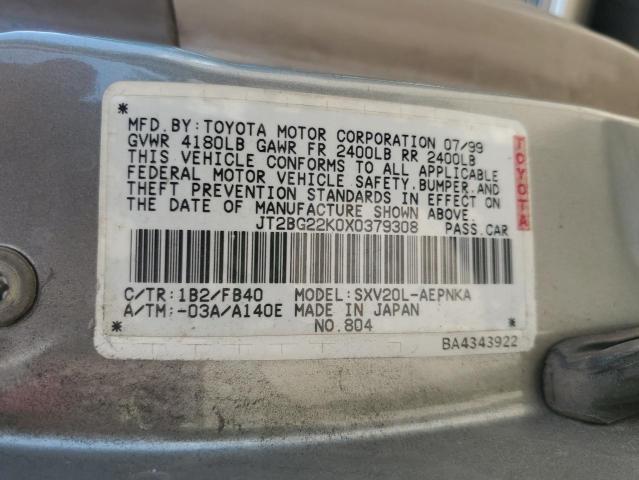 *
MFD.BY:TOYOTA MOTOR CORPORATION 07/99
GVWR 4180LB GAWR FR 2400LB RR 2400LB
THIS VEHICLE CONFORMS TO ALL APPLICABLE
FEDERAL MOTOR VEHICLE SAFETY,BUMPER,AND
THEFT PREVENTION STANDARDS IN EFFECT ON
THE DATE OF MANUFACTURE SHOWN ABOVE.
JT2BG22K0X0379308 PASS.CAR
TOYOTA
C/TR:1B2/FB40 MODEL:SXV20L-AEPNKA
A/TM:-03A/A140E MADE IN JAPAN
* NO.804 *
BA4343922